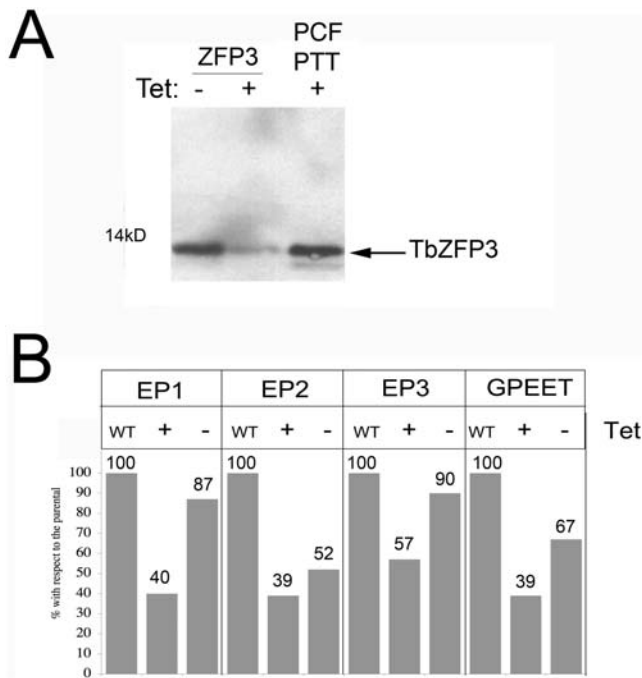 A
ZFP3
PCF
PTT
Tet: - + +
14kD
TbZFP3
B
EP1 EP2 EP3 GPEET
WT + - WT + - WT + - WT + - Tet
% with respect to the parental
100 40 87 100 39 52 100 57 90 100 39 67
100
90
80
70
60
50
40
30
20
10
0